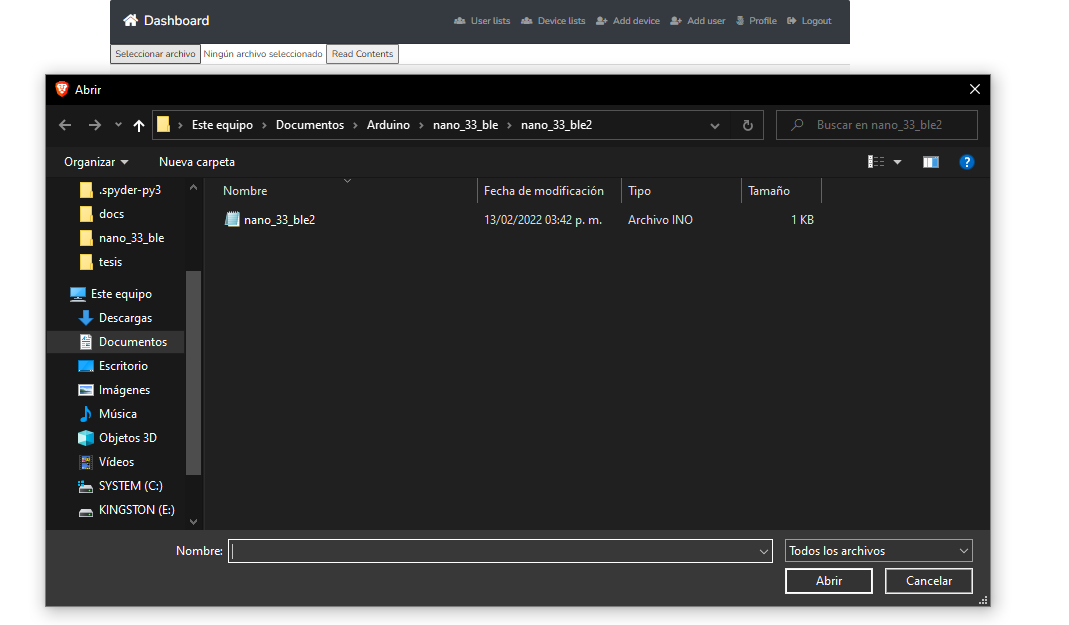 Dashboard User lists Device lists Add device Add user Profile Logout
Seleccionar archivo Ningún archivo seleccionado Read Contents
Abrir
Este equipo Documentos Arduino nano_33_ble nano_33_ble2 Buscar en nano_33_ble2
Organizar Nueva carpeta
Nombre Fecha de modificación Tipo Tamaño
nano_33_ble2 13/02/2022 03:42 p. m. Archivo INO 1 KB
.spyder-py3
docs
nano_33_ble
tesis
Este equipo
Descargas
Documentos
Escritorio
Imágenes
Música
Objetos 3D
Vídeos
SYSTEM (C:)
KINGSTON (E:)
Nombre: Todos los archivos
Abrir Cancelar